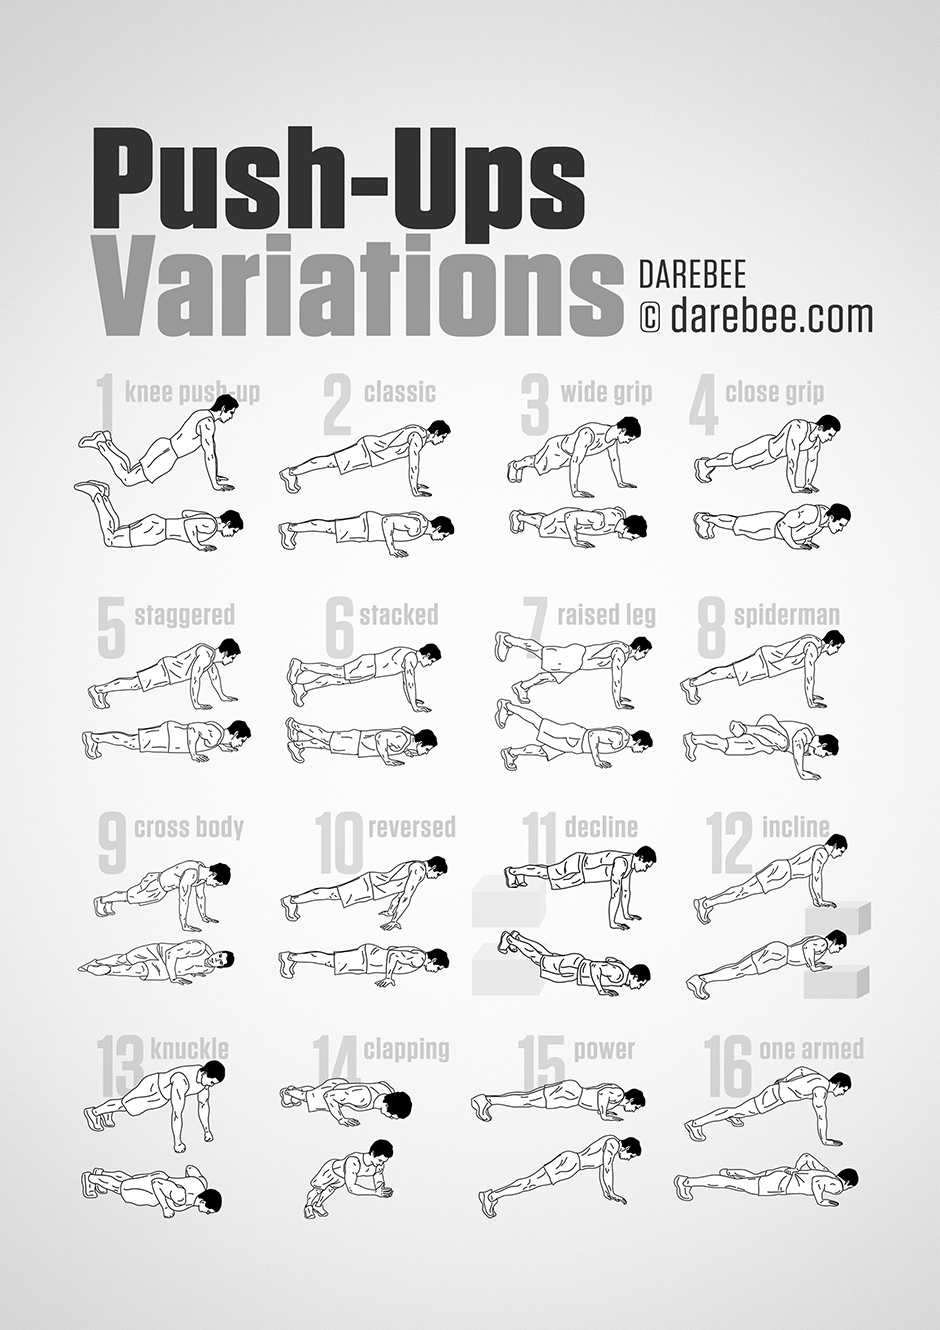 Push-Ups
Variations
DAREBEE
© darebee.com
1 knee push-up
2 classic
3 wide grip
4 close grip
5 staggered
6 stacked
7 raised leg
8 spiderman
9 cross body
10 reversed
11 decline
12 incline
13 knuckle
14 clapping
15 power
16 one armed